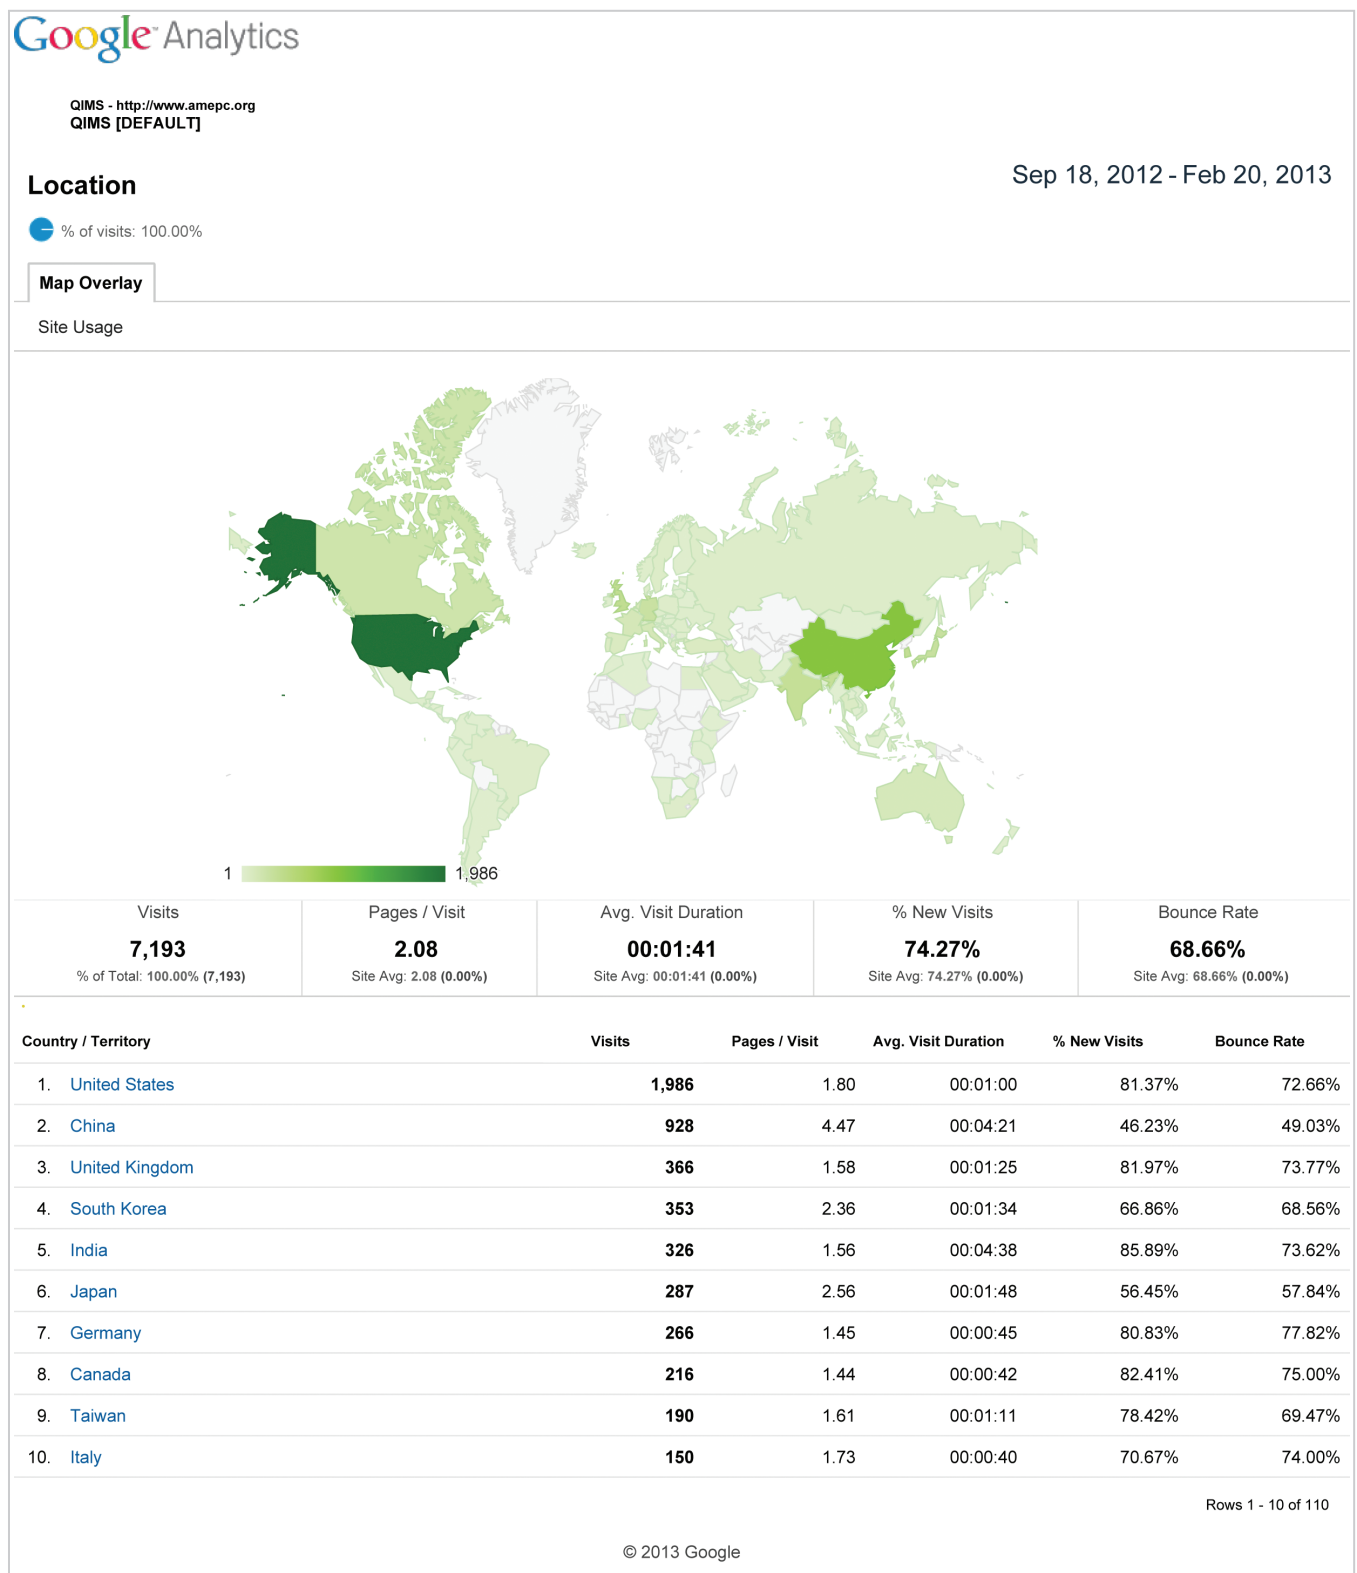 Google™ Analytics
QIMS - http://www.amepc.org
QIMS [DEFAULT]
Location
Sep 18, 2012 - Feb 20, 2013
% of visits: 100.00%
Map Overlay
Site Usage
1
1,986
Visits Pages / Visit Avg. Visit Duration % New Visits Bounce Rate
7,193 2.08 00:01:41 74.27% 68.66%
% of Total: 100.00% (7,193) Site Avg: 2.08 (0.00%) Site Avg: 00:01:41 (0.00%) Site Avg: 74.27% (0.00%) Site Avg: 68.66% (0.00%)
Country / Territory Visits Pages / Visit Avg. Visit Duration % New Visits Bounce Rate
1. United States 1,986 1.80 00:01:00 81.37% 72.66%
2. China 928 4.47 00:04:21 46.23% 49.03%
3. United Kingdom 366 1.58 00:01:25 81.97% 73.77%
4. South Korea 353 2.36 00:01:34 66.86% 68.56%
5. India 326 1.56 00:04:38 85.89% 73.62%
6. Japan 287 2.56 00:01:48 56.45% 57.84%
7. Germany 266 1.45 00:00:45 80.83% 77.82%
8. Canada 216 1.44 00:00:42 82.41% 75.00%
9. Taiwan 190 1.61 00:01:11 78.42% 69.47%
10. Italy 150 1.73 00:00:40 70.67% 74.00%
Rows 1 - 10 of 110
© 2013 Google